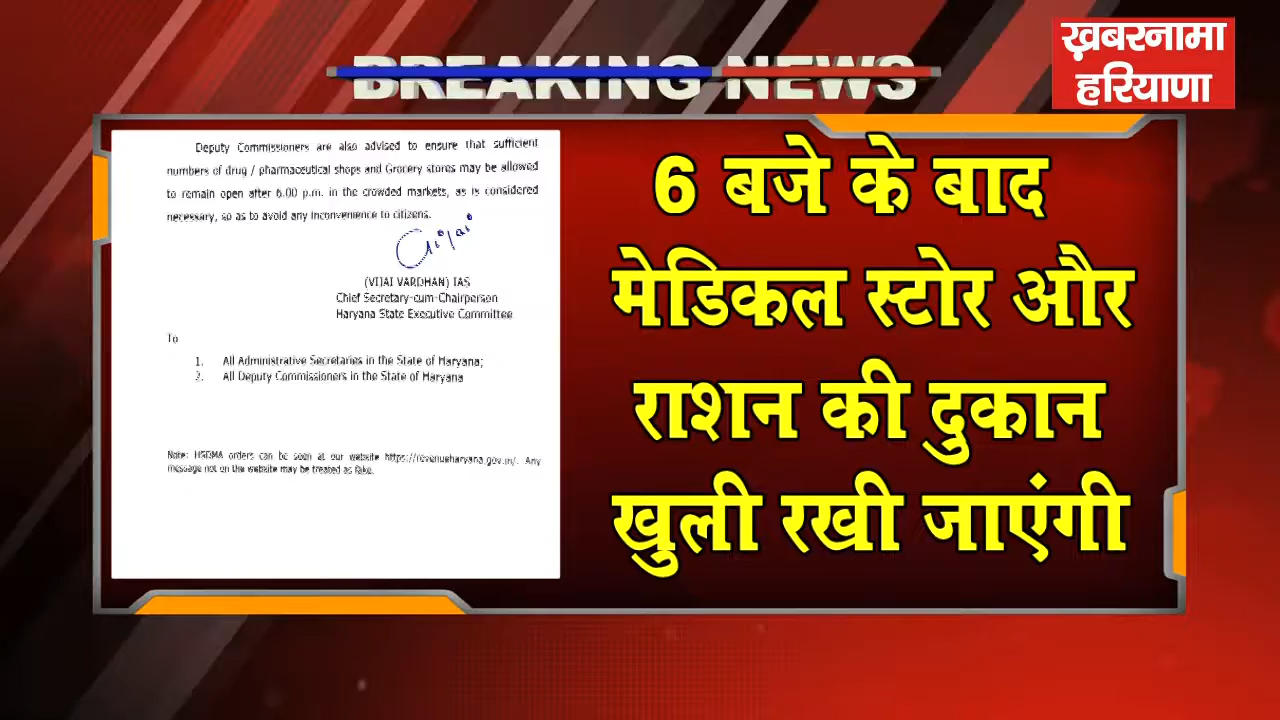 BREAKING NEWS
ख़बरनामा
हरियाणा
Deputy Commissioners are also advised to ensure that sufficient
numbers of drug / pharmaceutical shops and Grocery stores may be allowed
to remain open after 6.00 p.m. in the crowded markets, as is considered
necessary, so as to avoid any inconvenience to citizens.
(VIJAI VARDHAN) IAS
Chief Secretary-cum-Chairperson
Haryana State Executive Committee
To
1. All Administrative Secretaries in the State of Haryana;
2. All Deputy Commissioners in the State of Haryana
Note: HSDMA orders can be seen at our website https://revenueharyana.gov.in/. Any
message not on the website may be treated as fake.
6 बजे के बाद
मेडिकल स्टोर और
राशन की दुकान
खुली रखी जाएंगी